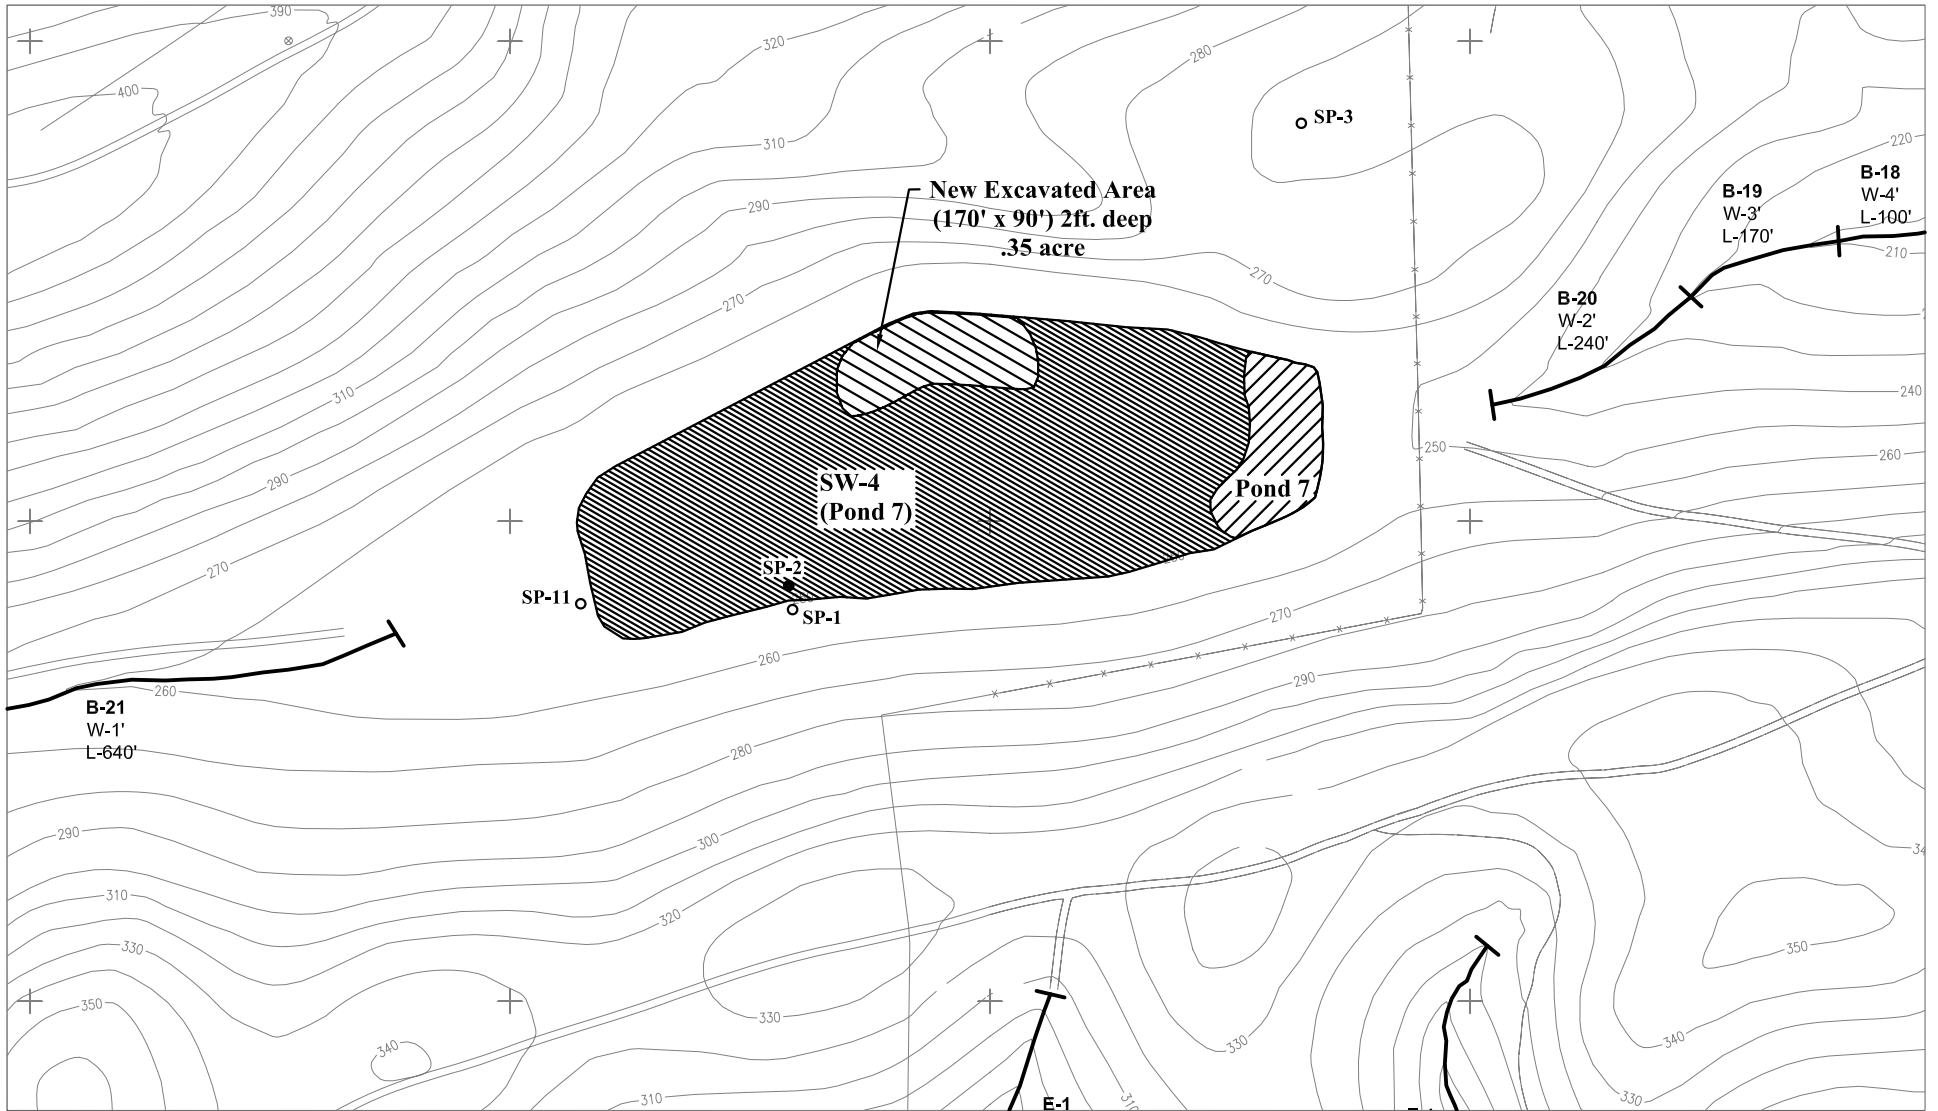 390
320
280
400
SP-3
310
220
B-18
W-4'
L-100'
B-19
W-3'
L-170'
New Excavated Area
(170' x 90') 2ft. deep
.35 acre
290
210
270
270
B-20
W-2'
L-240'
310
240
250
260
290
SW-4
(Pond 7)
Pond 7
270
SP-2
SP-11
SP-1
270
260
260
290
B-21
W-1'
L-640'
280
290
300
310
320
330
350
350
330
340
330
340
310
310
330
E-1